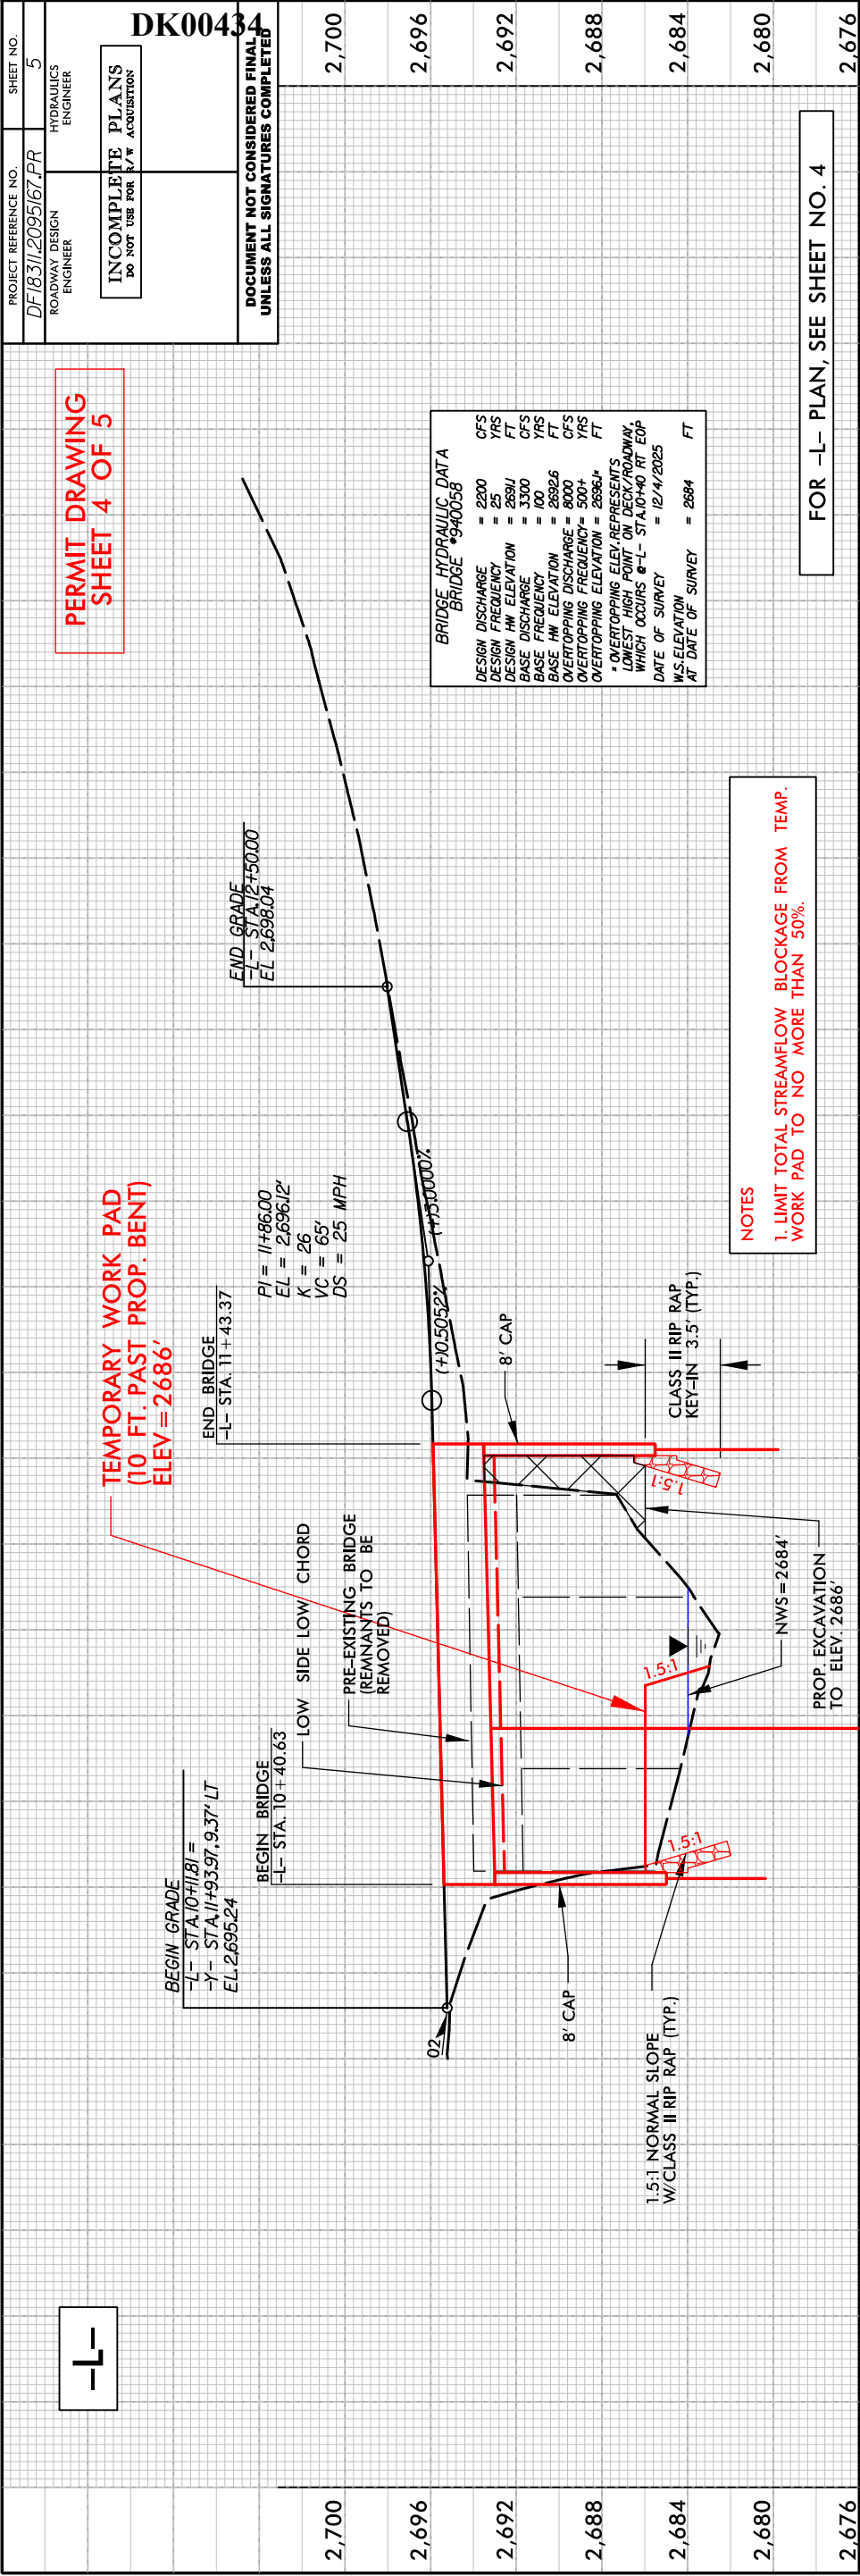 PROJECT REFERENCE NO.
SHEET NO.
DF18311.2095167.PR
5
ROADWAY DESIGN
ENGINEER
HYDRAULICS
ENGINEER
INCOMPLETE PLANS
DO NOT USE FOR R/W ACQUISITION
DK00434
DOCUMENT NOT CONSIDERED FINAL
UNLESS ALL SIGNATURES COMPLETED
PERMIT DRAWING
SHEET 4 OF 5
-L-
TEMPORARY WORK PAD
(10 FT. PAST PROP. BENT)
ELEV=2686'
BEGIN GRADE
-L- STA.10+11.81 =
-Y- STA.11+93.97, 9.37' LT
EL.2,695.24
BEGIN BRIDGE
-L- STA. 10+40.63
LOW SIDE LOW CHORD
PRE-EXISTING BRIDGE
(REMNANTS TO BE
REMOVED)
END BRIDGE
-L- STA. 11+43.37
PI = 11+86.00
EL = 2,696.12'
K = 26
VC = 65'
DS = 25 MPH
END GRADE
-L- STA.12+50.00
EL 2,698.04
(+)0.5052%
(+)3.0000%
02
8' CAP
8' CAP
1.5:1
1.5:1
1.5:1
1.5:1 NORMAL SLOPE
W/CLASS II RIP RAP (TYP.)
CLASS II RIP RAP
KEY-IN 3.5' (TYP.)
NWS=2684'
PROP. EXCAVATION
TO ELEV. 2686'
BRIDGE HYDRAULIC DATA
BRIDGE #940058
DESIGN DISCHARGE = 2200 CFS
DESIGN FREQUENCY = 25 YRS
DESIGN HW ELEVATION = 2691.1 FT
BASE DISCHARGE = 3300 CFS
BASE FREQUENCY = 100 YRS
BASE HW ELEVATION = 2692.6 FT
OVERTOPPING DISCHARGE = 8000 CFS
OVERTOPPING FREQUENCY= 500+ YRS
OVERTOPPING ELEVATION = 2696.1* FT
* OVERTOPPING ELEV. REPRESENTS
LOWEST HIGH POINT ON DECK/ROADWAY,
WHICH OCCURS @-L- STA.10+40 RT EOP
DATE OF SURVEY = 12/4/2025
W.S.ELEVATION
AT DATE OF SURVEY = 2684 FT
NOTES
1. LIMIT TOTAL STREAMFLOW BLOCKAGE FROM TEMP.
WORK PAD TO NO MORE THAN 50%.
FOR -L- PLAN, SEE SHEET NO. 4
2,700
2,696
2,692
2,688
2,684
2,680
2,676
2,700
2,696
2,692
2,688
2,684
2,680
2,676